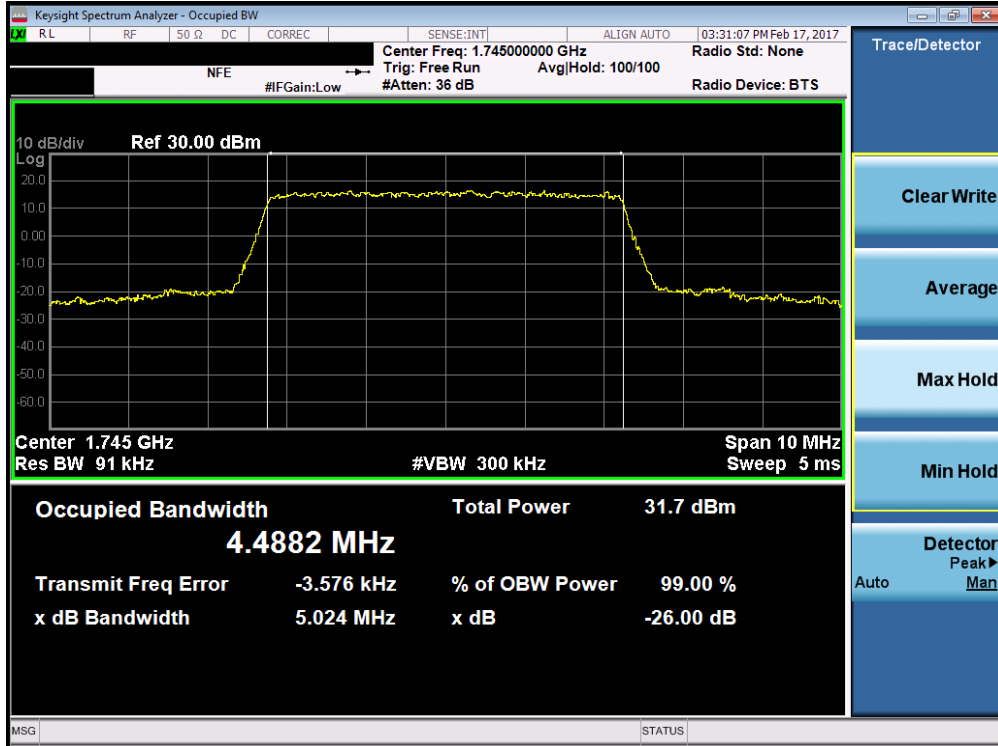 Keysight Spectrum Analyzer - Occupied BW
LXI RL RF 50 Ω DC CORREC SENSE:INT ALIGN AUTO 03:31:07 PM Feb 17, 2017
Center Freq: 1.745000000 GHz Radio Std: None
NFE Trig: Free Run Avg|Hold: 100/100
#IFGain:Low #Atten: 36 dB Radio Device: BTS
10 dB/div Ref 30.00 dBm
Log
20.0
10.0
0.00
-10.0
-20.0
-30.0
-40.0
-50.0
-60.0
Center 1.745 GHz Span 10 MHz
Res BW 91 kHz #VBW 300 kHz Sweep 5 ms
Occupied Bandwidth Total Power 31.7 dBm
4.4882 MHz
Transmit Freq Error -3.576 kHz % of OBW Power 99.00 %
x dB Bandwidth 5.024 MHz x dB -26.00 dB
MSG STATUS
Trace/Detector
Clear Write
Average
Max Hold
Min Hold
Detector
Peak▶
Auto Man